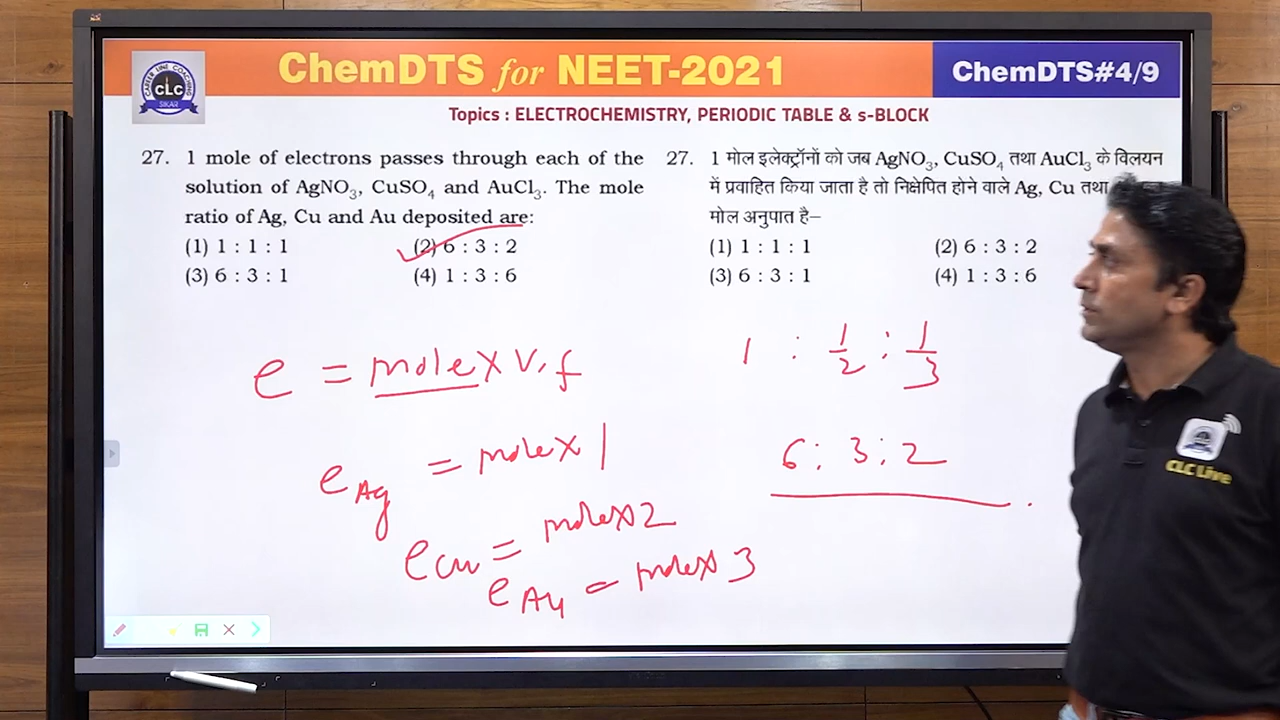 ChemDTS for NEET-2021
ChemDTS#4/9
CAREER LINE COACHING
CLC
SIKAR
Topics : ELECTROCHEMISTRY, PERIODIC TABLE & s-BLOCK
27. 1 mole of electrons passes through each of the
solution of AgNO₃, CuSO₄ and AuCl₃. The mole
ratio of Ag, Cu and Au deposited are:
(1) 1 : 1 : 1 (2) 6 : 3 : 2
(3) 6 : 3 : 1 (4) 1 : 3 : 6
27. 1 मोल इलेक्ट्रॉनों को जब AgNO₃, CuSO₄ तथा AuCl₃ के विलयन
में प्रवाहित किया जाता है तो निक्षेपित होने वाले Ag, Cu तथा
मोल अनुपात है–
(1) 1 : 1 : 1 (2) 6 : 3 : 2
(3) 6 : 3 : 1 (4) 1 : 3 : 6
e = mole x v.f
e Ag = mole x 1
e Cu = mole x 2
e Au = mole x 3
1 : 1/2 : 1/3
6 : 3 : 2
CLC Live